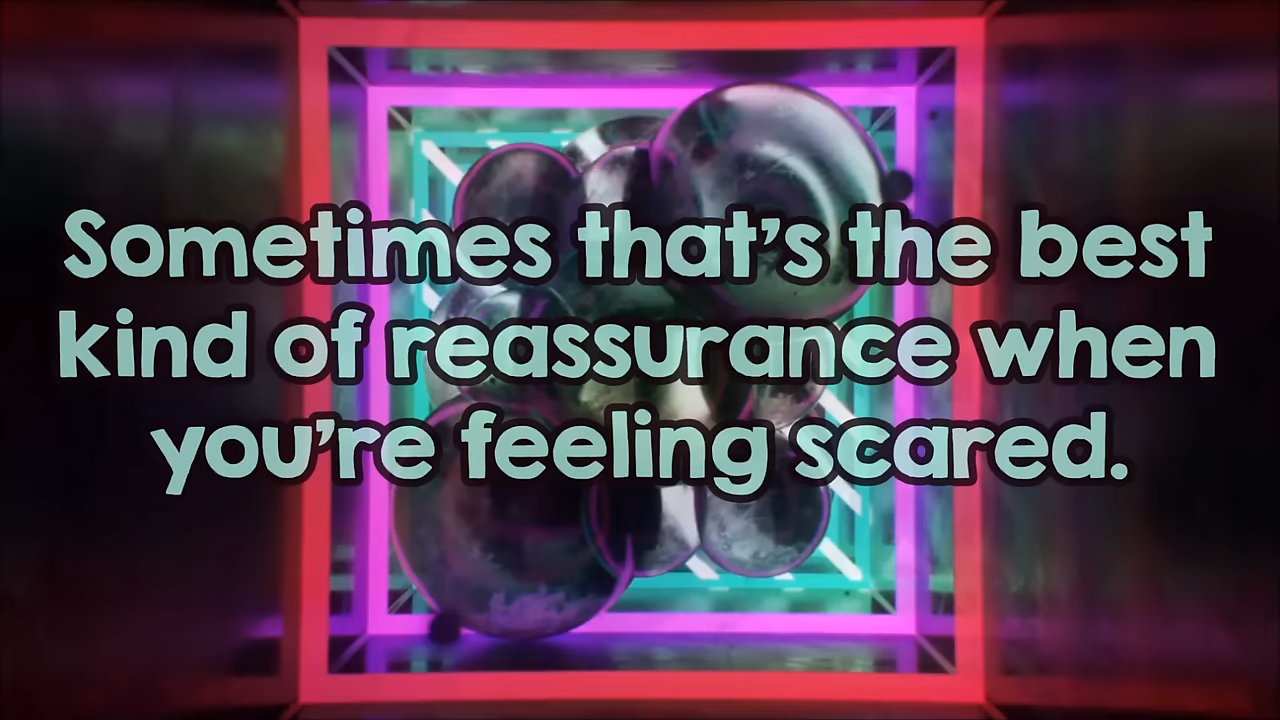 Sometimes that's the best
kind of reassurance when
you're feeling scared.